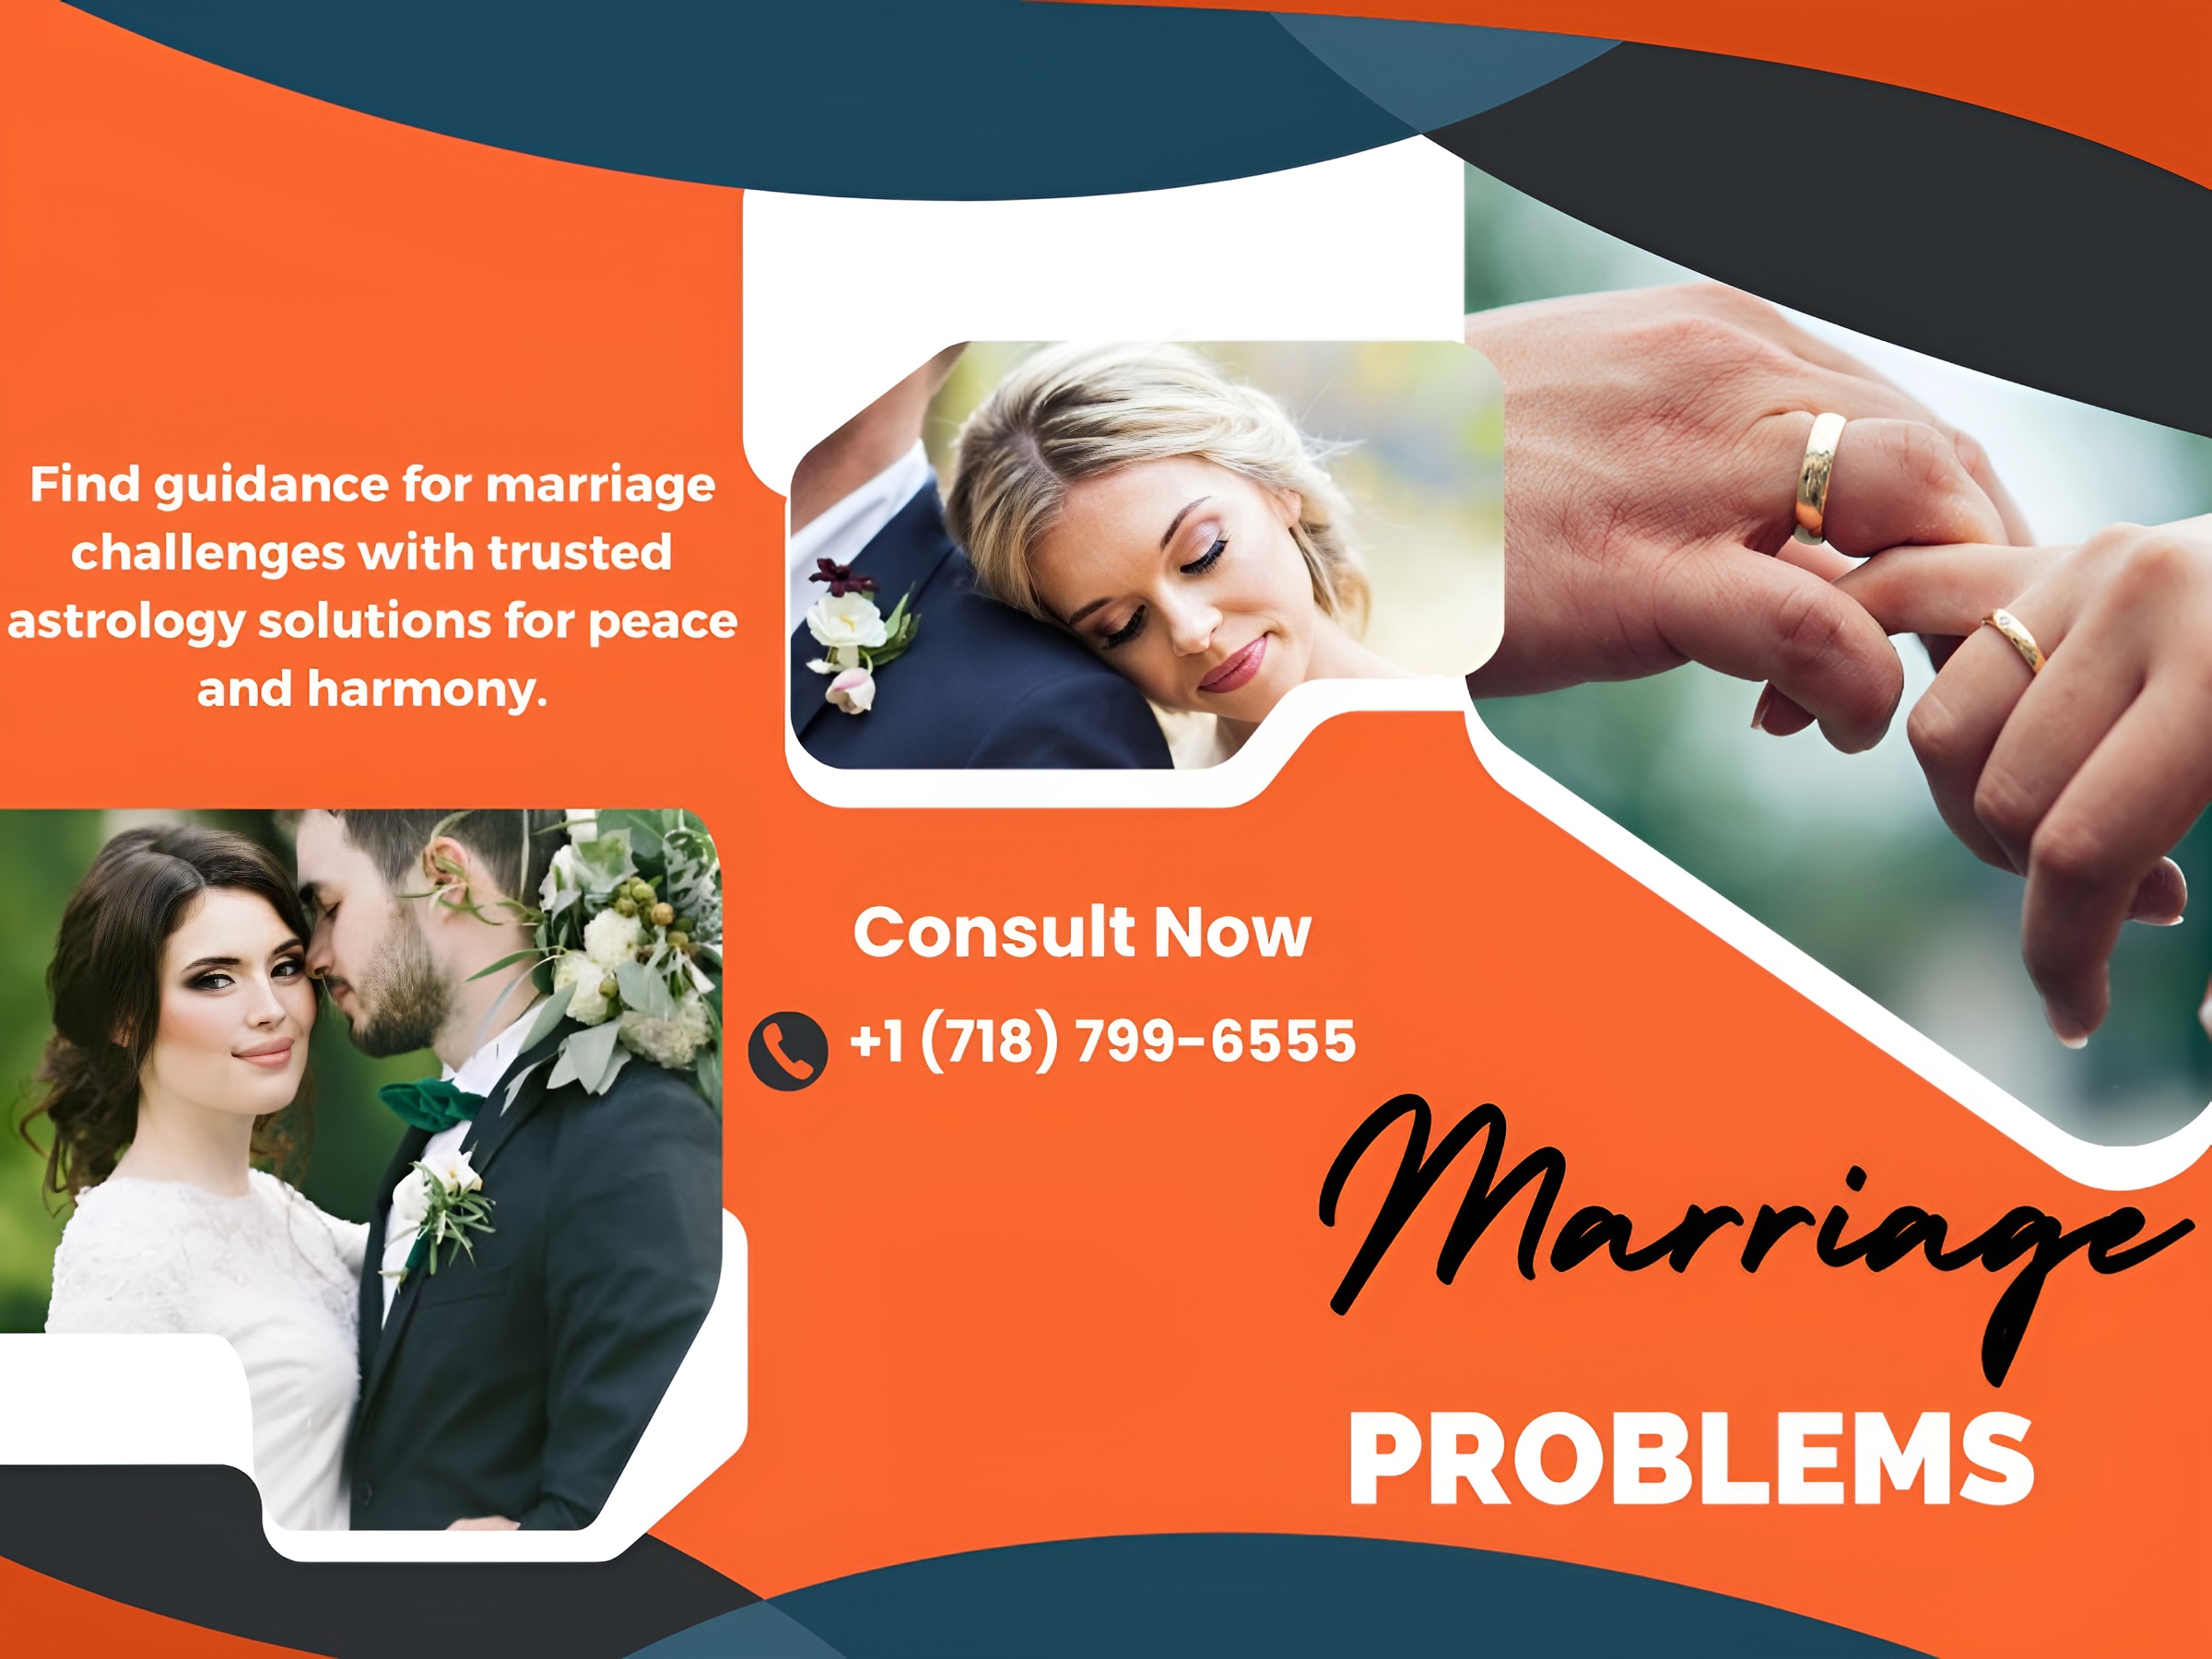 Find guidance for marriage
challenges with trusted
astrology solutions for peace
and harmony.
Consult Now
+1 (718) 799-6555
Marriage
PROBLEMS